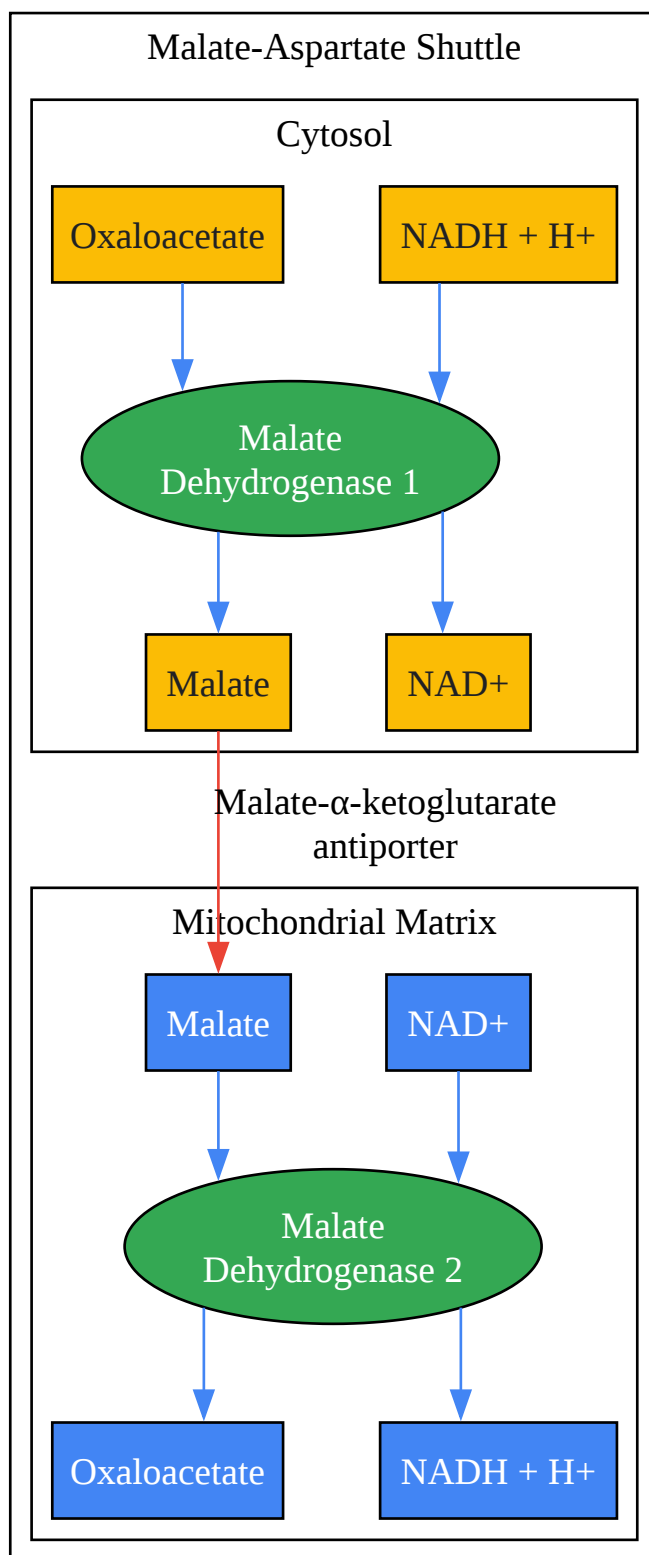 Malate-Aspartate Shuttle
Cytosol
Oxaloacetate
NADH + H+
Malate
Dehydrogenase 1
Malate
NAD+
Malate-α-ketoglutarate
antiporter
Mitochondrial Matrix
Malate
NAD+
Malate
Dehydrogenase 2
Oxaloacetate
NADH + H+